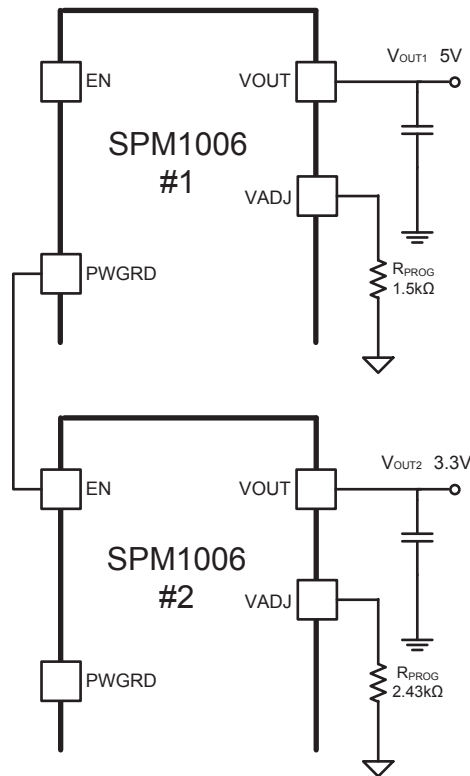 EN
VOUT
VOUT1 5V
SPM1006
#1
VADJ
PWGRD
RPROG
1.5kΩ
EN
VOUT
VOUT2 3.3V
SPM1006
#2
VADJ
PWGRD
RPROG
2.43kΩ